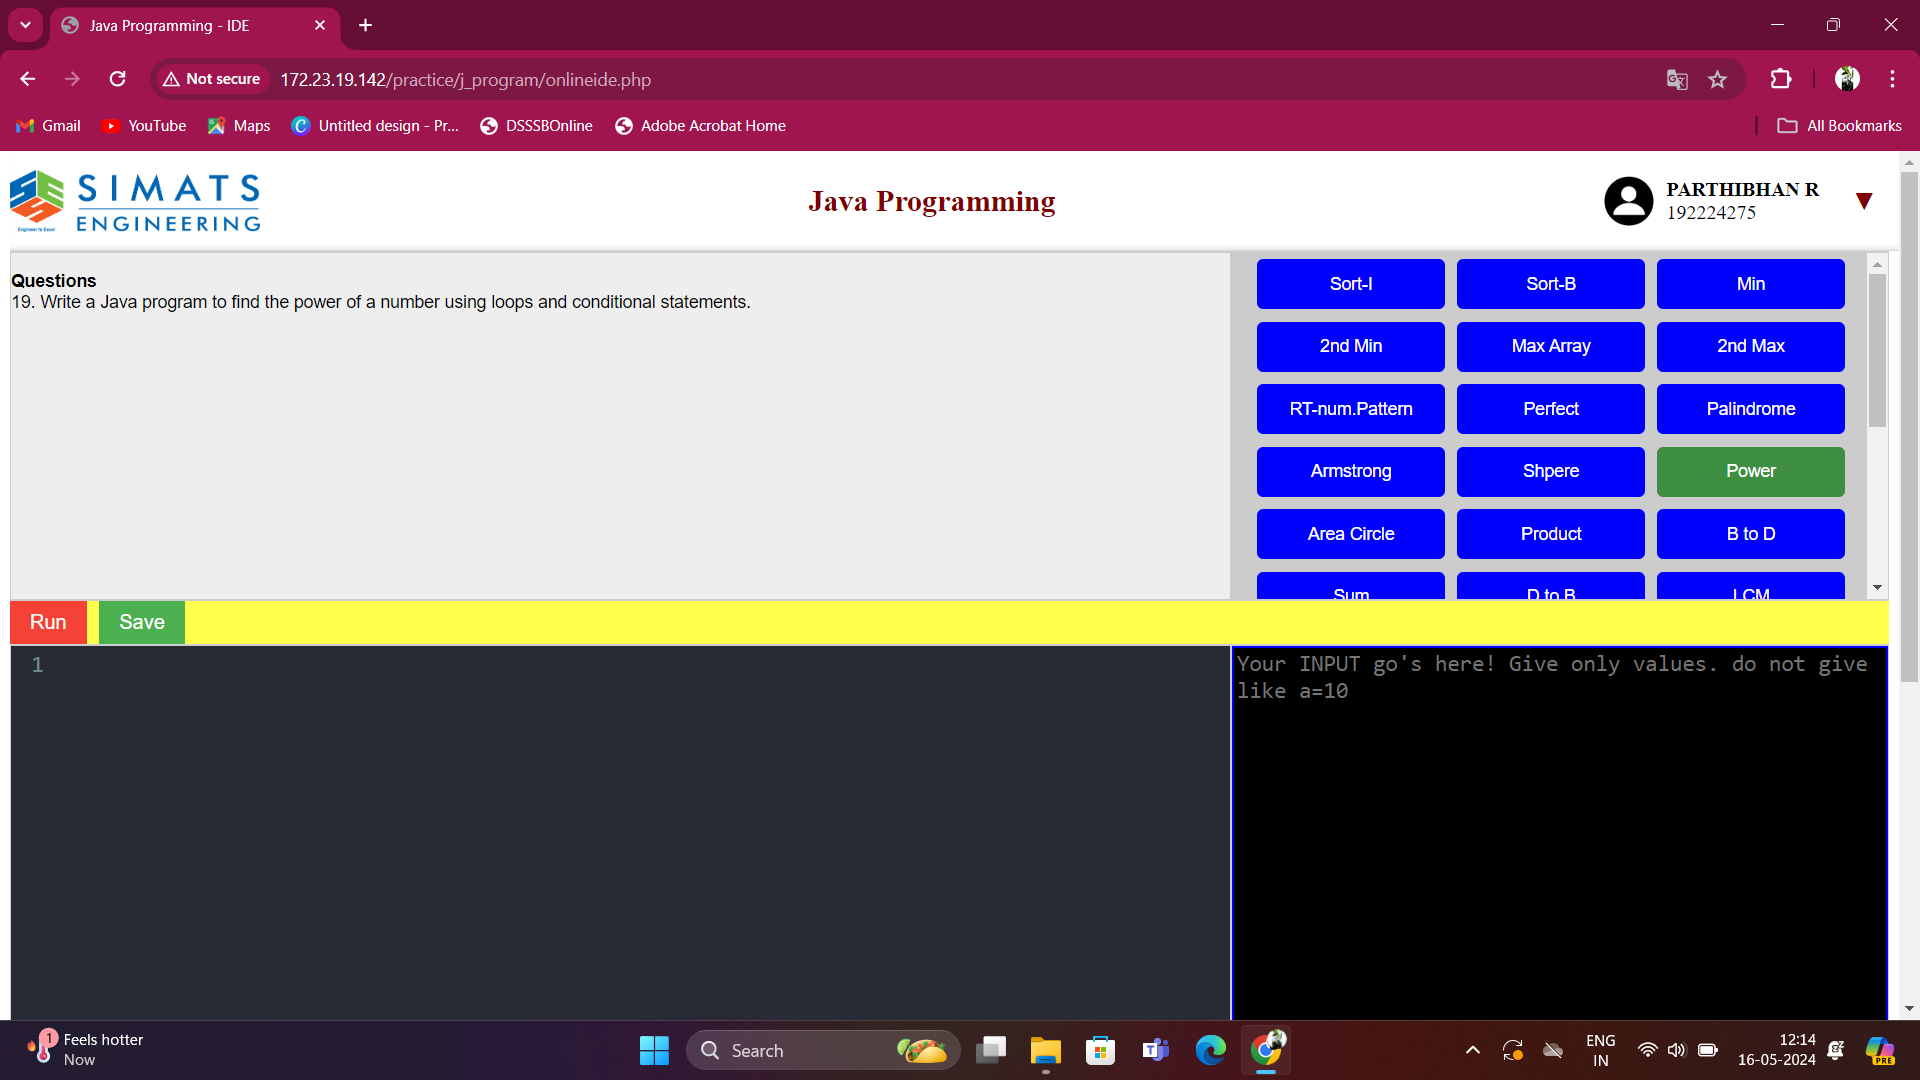 Java Programming - IDE
Not secure
172.23.19.142/practice/j_program/onlineide.php
Gmail
YouTube
Maps
Untitled design - Pr...
DSSSBOnline
Adobe Acrobat Home
All Bookmarks
SIMATS
ENGINEERING
Engineer to Excel
Java Programming
PARTHIBHAN R
192224275
Questions
19. Write a Java program to find the power of a number using loops and conditional statements.
Sort-I
Sort-B
Min
2nd Min
Max Array
2nd Max
RT-num.Pattern
Perfect
Palindrome
Armstrong
Shpere
Power
Area Circle
Product
B to D
Sum
D to B
LCM
Run
Save
1
Your INPUT go's here! Give only values. do not give
like a=10
1
Feels hotter
Now
Search
ENG
IN
12:14
16-05-2024
PRE